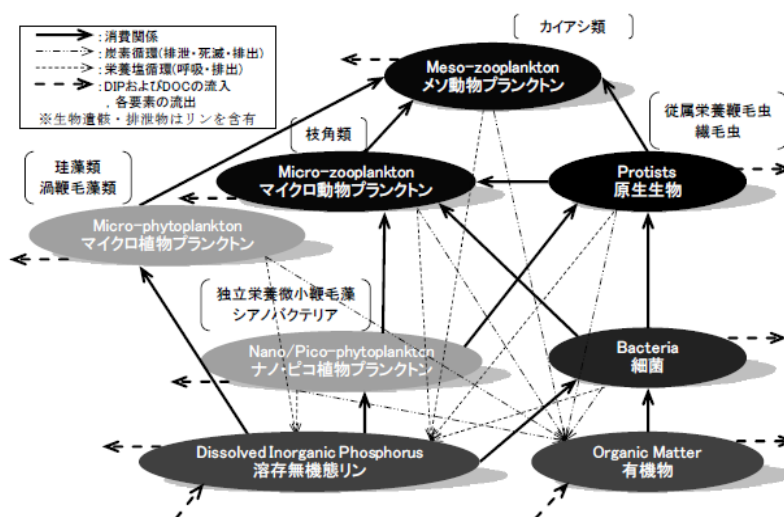 :消費関係
:炭素循環(排泄・死滅・排出)
:栄養塩循環(呼吸・排出)
:DIPおよびDOCの流入
、各要素の流出
※生物遺骸・排泄物はリンを含有
カイアシ類
Meso-zooplankton
メソ動物プランクトン
従属栄養鞭毛虫
繊毛虫
枝角類
珪藻類
渦鞭毛藻類
Micro-zooplankton
マイクロ動物プランクトン
Protists
原生生物
Micro-phytoplankton
マイクロ植物プランクトン
独立栄養微小鞭毛藻
シアノバクテリア
Nano/Pico-phytoplankton
ナノ・ピコ植物プランクトン
Bacteria
細菌
Dissolved Inorganic Phosphorus
溶存無機態リン
Organic Matter
有機物